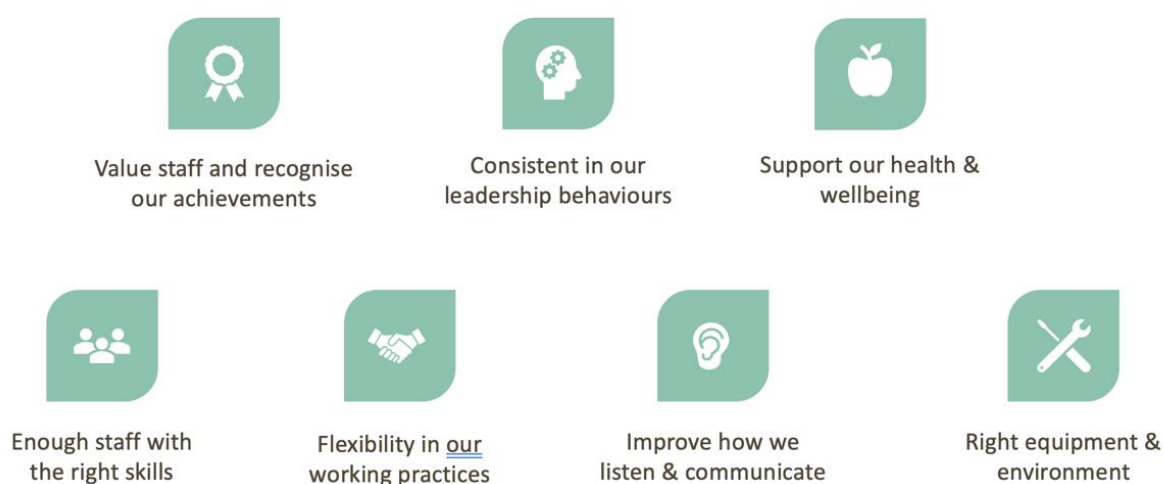 Value staff and recognise
our achievements
Consistent in our
leadership behaviours
Support our health &
wellbeing
Enough staff with
the right skills
Flexibility in our
working practices
Improve how we
listen & communicate
Right equipment &
environment